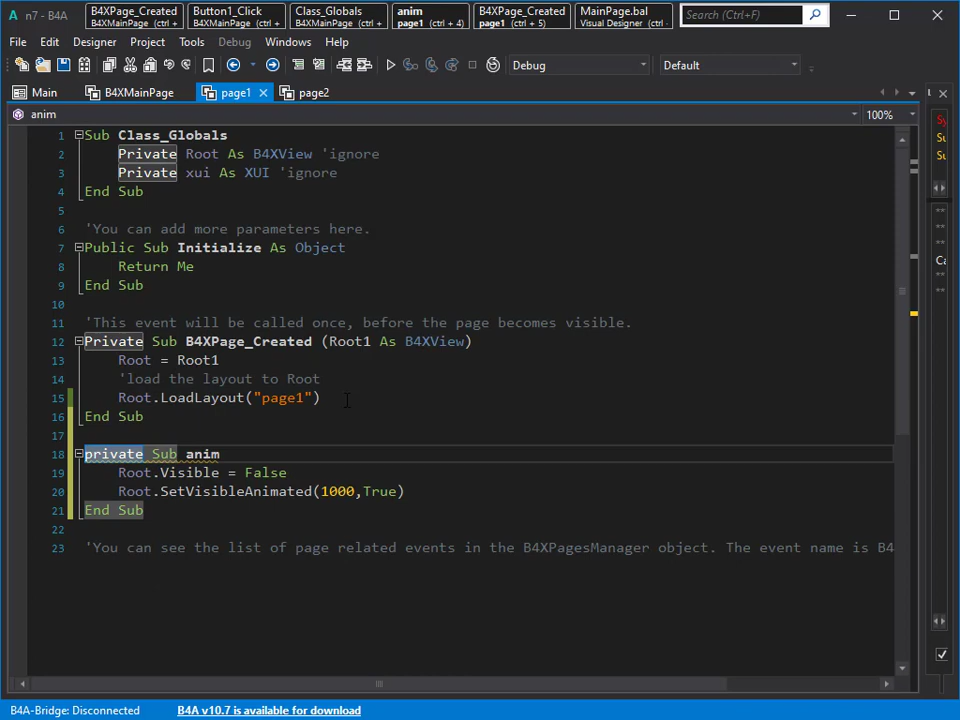 n7 - B4A
B4XPage_Created
B4XMainPage (ctrl +
Button1_Click
B4XMainPage (ctrl +
Class_Globals
B4XMainPage (ctrl +
anim
page1 (ctrl + 4)
B4XPage_Created
page1 (ctrl + 5)
MainPage.bal
Visual Designer (ctrl
Search (Ctrl+F)
File Edit Designer Project Tools Debug Windows Help
Debug
Default
Main B4XMainPage page1 page2
anim
100%
1 Sub Class_Globals
2 Private Root As B4XView 'ignore
3 Private xui As XUI 'ignore
4 End Sub
5
6 'You can add more parameters here.
7 Public Sub Initialize As Object
8 Return Me
9 End Sub
10
11 'This event will be called once, before the page becomes visible.
12 Private Sub B4XPage_Created (Root1 As B4XView)
13 Root = Root1
14 'load the layout to Root
15 Root.LoadLayout("page1")
16 End Sub
17
18 private Sub anim
19 Root.Visible = False
20 Root.SetVisibleAnimated(1000,True)
21 End Sub
22
23 'You can see the list of page related events in the B4XPagesManager object. The event name is B4
B4A-Bridge: Disconnected
B4A v10.7 is available for download